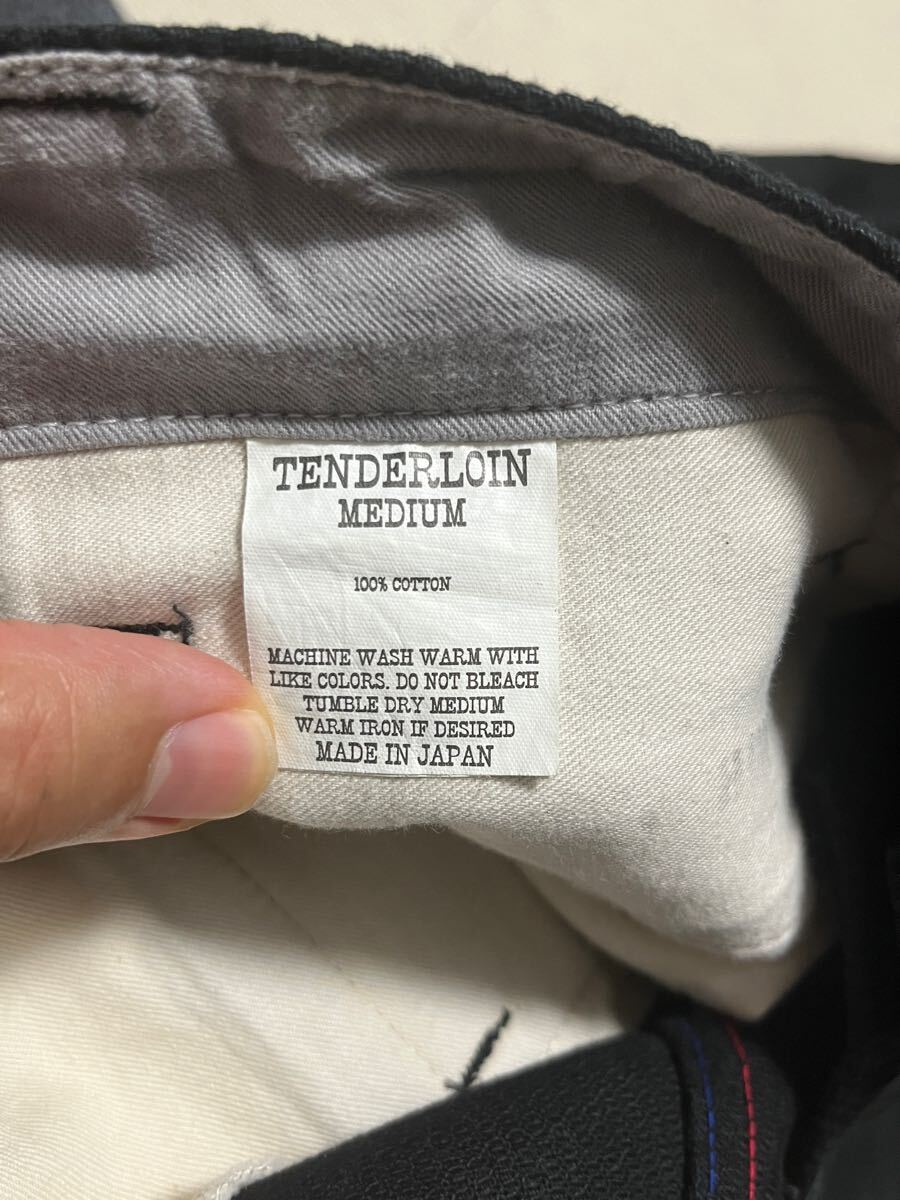 TENDERLOIN
MEDIUM
100% COTTON
MACHINE WASH WARM WITH
LIKE COLORS. DO NOT BLEACH
TUMBLE DRY MEDIUM
WARM IRON IF DESIRED
MADE IN JAPAN